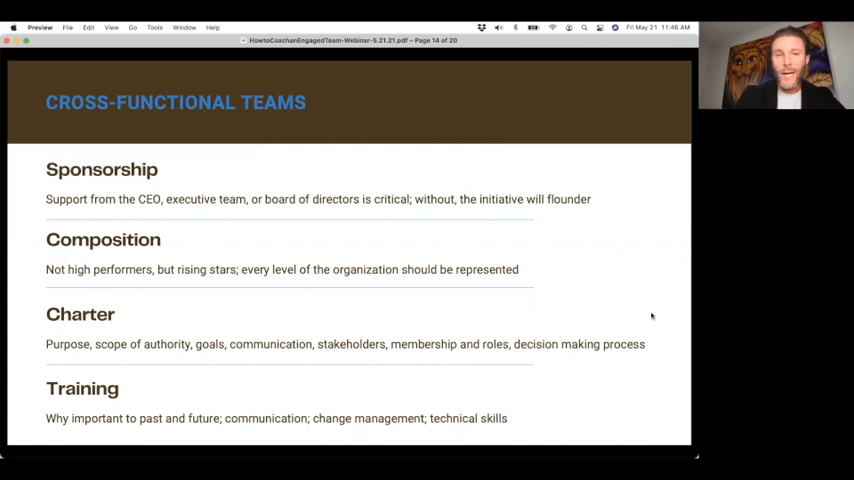 Preview File Edit View Go Tools Window Help Fri May 21 11:46 AM
HowtoCoachanEngagedTeam-Webinar-5.21.21.pdf – Page 14 of 20
CROSS-FUNCTIONAL TEAMS
Sponsorship
Support from the CEO, executive team, or board of directors is critical; without, the initiative will flounder
Composition
Not high performers, but rising stars; every level of the organization should be represented
Charter
Purpose, scope of authority, goals, communication, stakeholders, membership and roles, decision making process
Training
Why important to past and future; communication; change management; technical skills